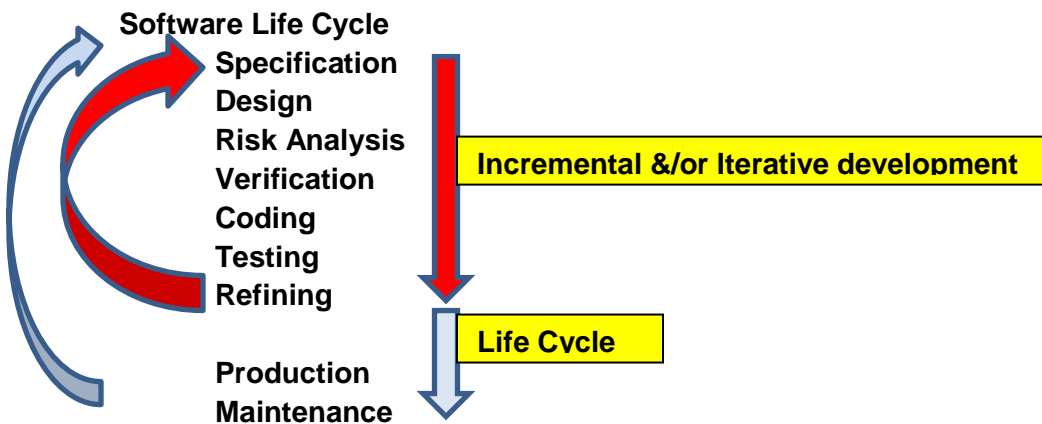 Software Life Cycle
Specification
Design
Risk Analysis
Verification
Coding
Testing
Refining
Production
Maintenance
Incremental &/or Iterative development
Life Cycle